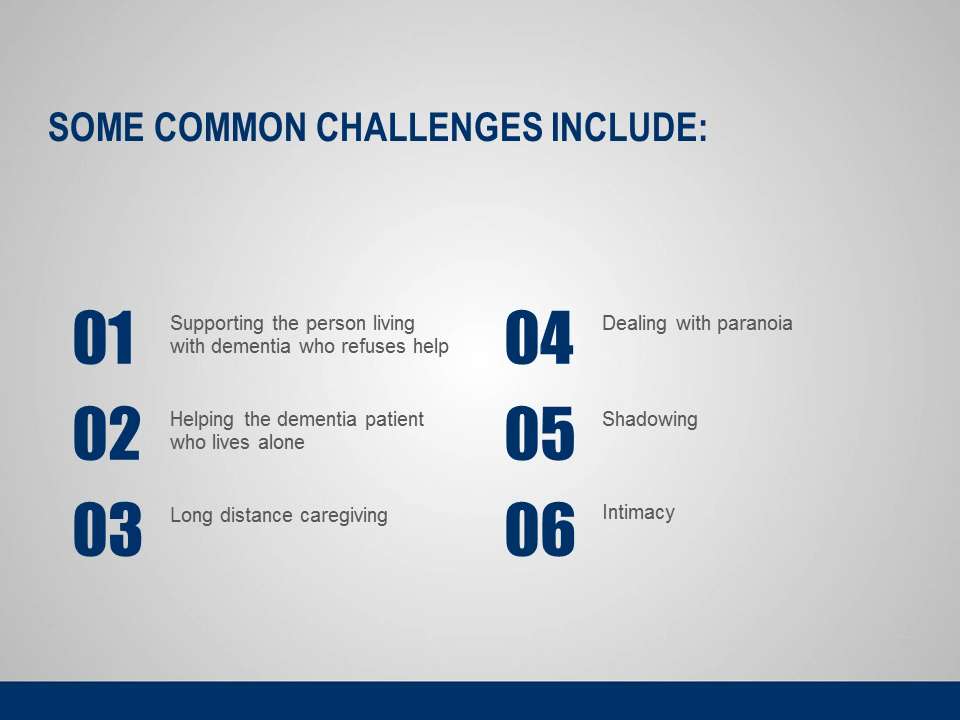 SOME COMMON CHALLENGES INCLUDE:
01
Supporting the person living
with dementia who refuses help
02
Helping the dementia patient
who lives alone
03
Long distance caregiving
04
Dealing with paranoia
05
Shadowing
06
Intimacy